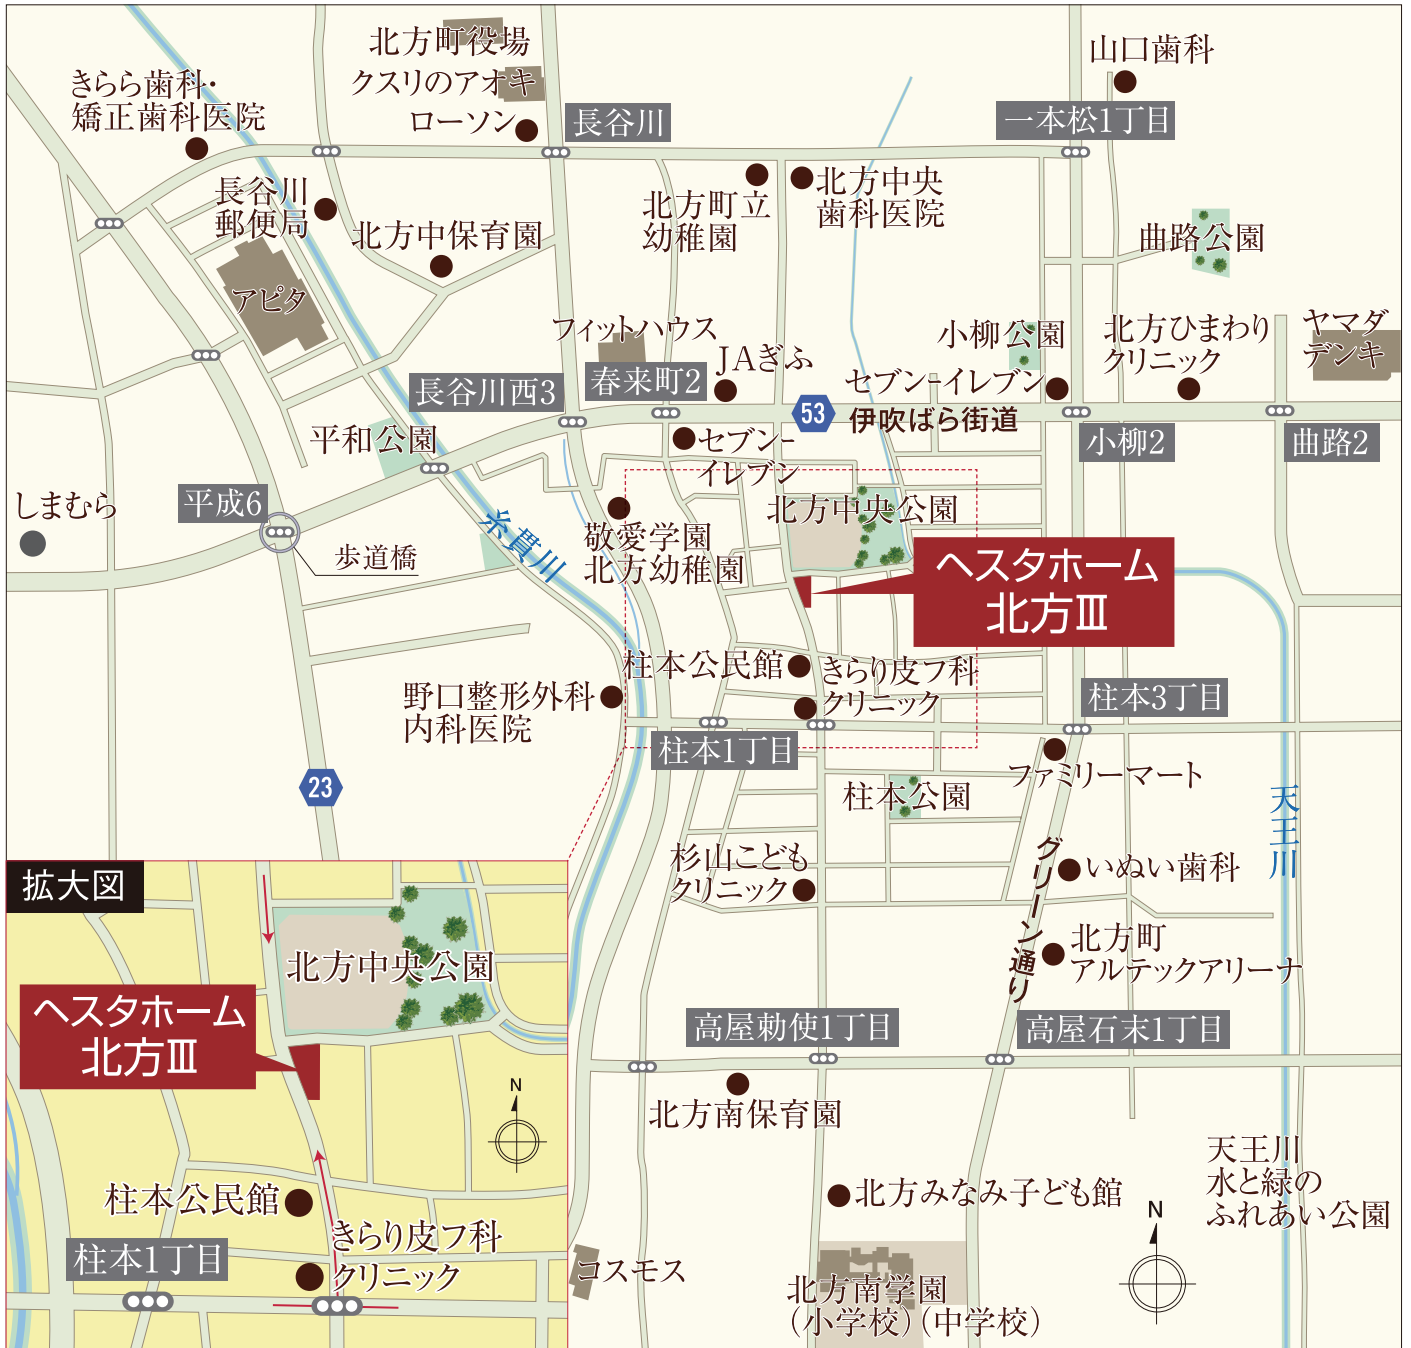 北方町役場
クスリのアオキ
ローソン
山口歯科
きらら歯科・
矯正歯科医院
長谷川
一本松1丁目
長谷川
郵便局
北方町立
幼稚園
北方中央
歯科医院
北方中保育園
曲路公園
アピタ
フィットハウス
JAぎふ
小柳公園
北方ひまわり
クリニック
ヤマダ
デンキ
長谷川西3
春来町2
セブン-イレブン
53
伊吹ばら街道
平和公園
セブン-
イレブン
小柳2
曲路2
しまむら
平成6
歩道橋
糸貫川
敬愛学園
北方幼稚園
北方中央公園
ヘスタホーム
北方Ⅲ
柱本公民館
きらり皮フ科
クリニック
野口整形外科
内科医院
柱本3丁目
柱本1丁目
23
ファミリーマート
柱本公園
天王川
杉山こども
クリニック
グリーン通り
いぬい歯科
北方町
アルテックアリーナ
高屋勅使1丁目
高屋石末1丁目
北方南保育園
天王川
水と緑の
ふれあい公園
北方みなみ子ども館
N
コスモス
北方南学園
(小学校)(中学校)
拡大図
北方中央公園
ヘスタホーム
北方Ⅲ
N
柱本公民館
きらり皮フ科
クリニック
柱本1丁目